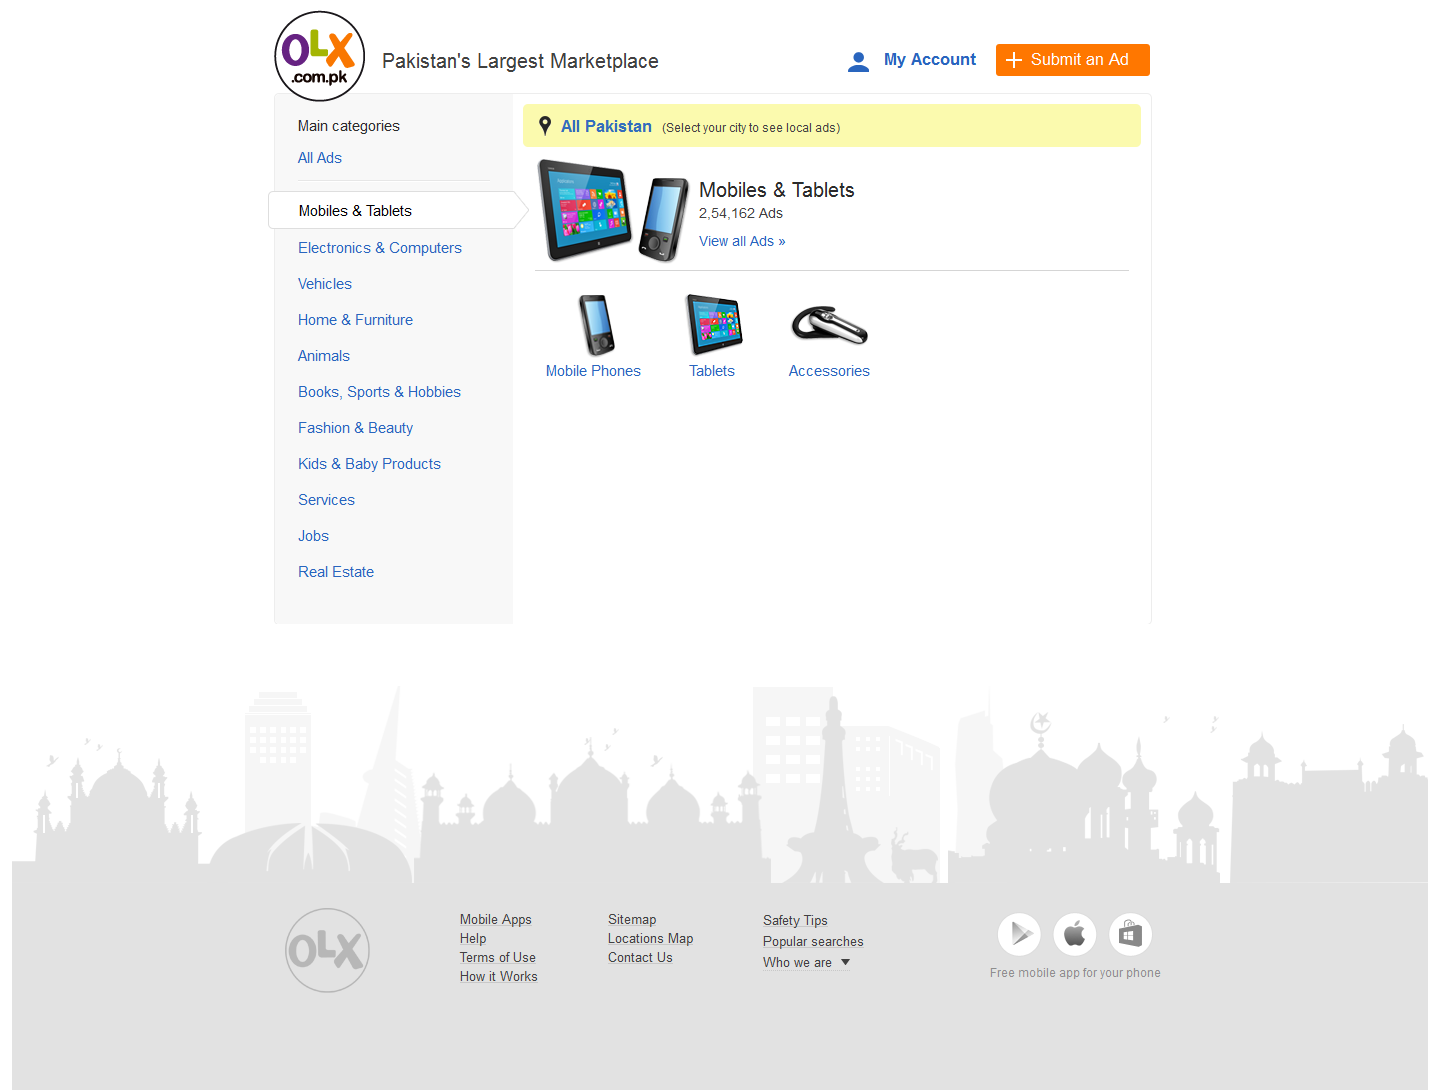 OLX
.com.pk
Pakistan's Largest Marketplace
My Account
Submit an Ad
Main categories
All Ads
Mobiles & Tablets
Electronics & Computers
Vehicles
Home & Furniture
Animals
Books, Sports & Hobbies
Fashion & Beauty
Kids & Baby Products
Services
Jobs
Real Estate
All Pakistan (Select your city to see local ads)
Mobiles & Tablets
2,54,162 Ads
View all Ads »
Mobile Phones
Tablets
Accessories
OLX
Mobile Apps
Help
Terms of Use
How it Works
Sitemap
Locations Map
Contact Us
Safety Tips
Popular searches
Who we are
Free mobile app for your phone